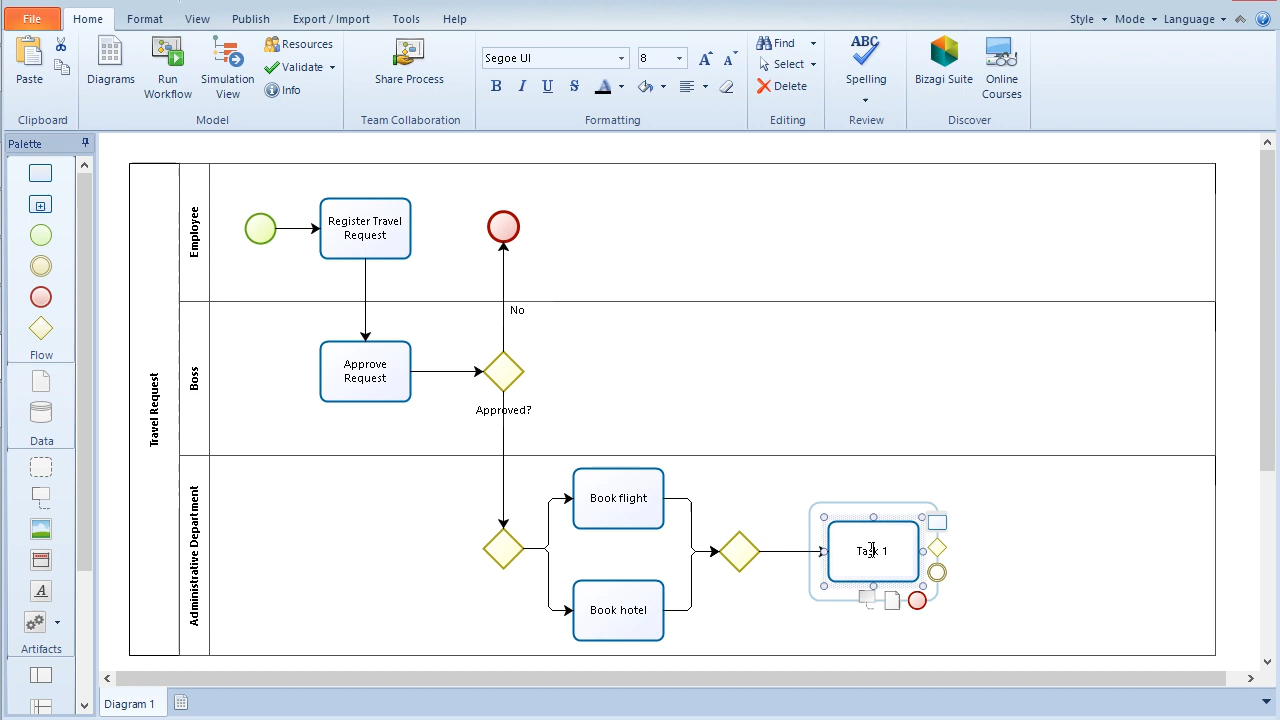 File Home Format View Publish Export / Import Tools Help Style Mode Language
Paste
Clipboard
Diagrams
Run
Workflow
Simulation
View
Resources
Validate
Info
Model
Share Process
Team Collaboration
Segoe UI 8
B I U S A
Formatting
Find
Select
Delete
Editing
ABC
Spelling
Review
Bizagi Suite
Online
Courses
Discover
Palette
Flow
Data
A
Artifacts
Travel Request
Employee
Register Travel
Request
No
Boss
Approve
Request
Approved?
Administrative Department
Book flight
Book hotel
Task 1
Diagram 1